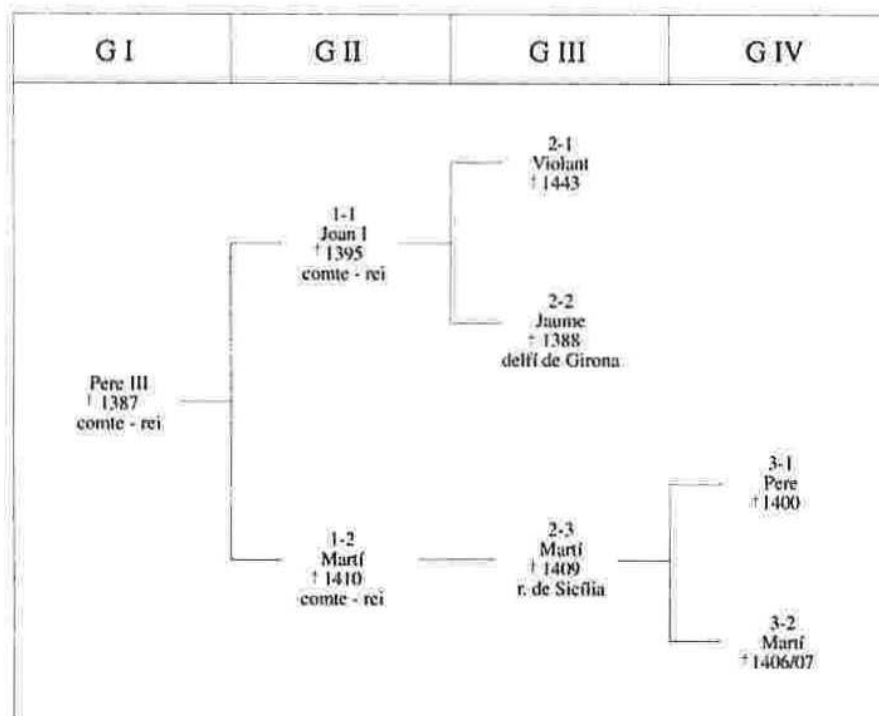 G I
G II
G III
G IV
2-1
Violant
† 1443
1-1
Joan I
† 1395
comte - rei
2-2
Jaume
† 1388
delfí de Girona
Pere III
† 1387
comte - rei
3-1
Pere
† 1400
1-2
Martí
† 1410
comte - rei
2-3
Martí
† 1409
r. de Sicília
3-2
Martí
† 1406/07